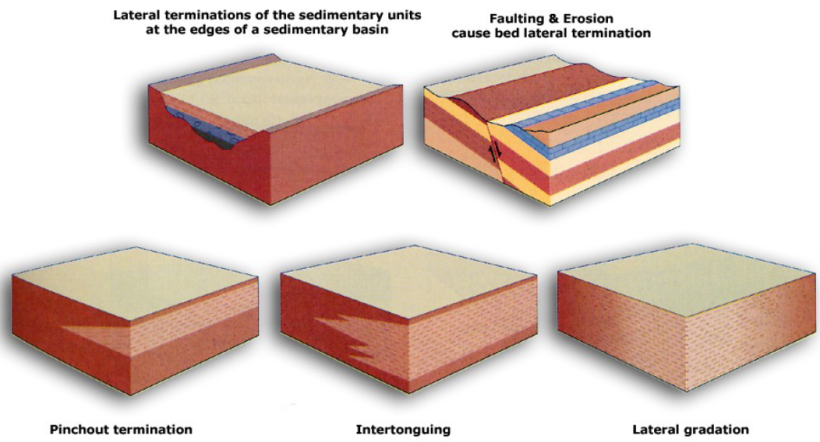 Lateral terminations of the sedimentary units
at the edges of a sedimentary basin
Faulting & Erosion
cause bed lateral termination
Pinchout termination
Intertonguing
Lateral gradation